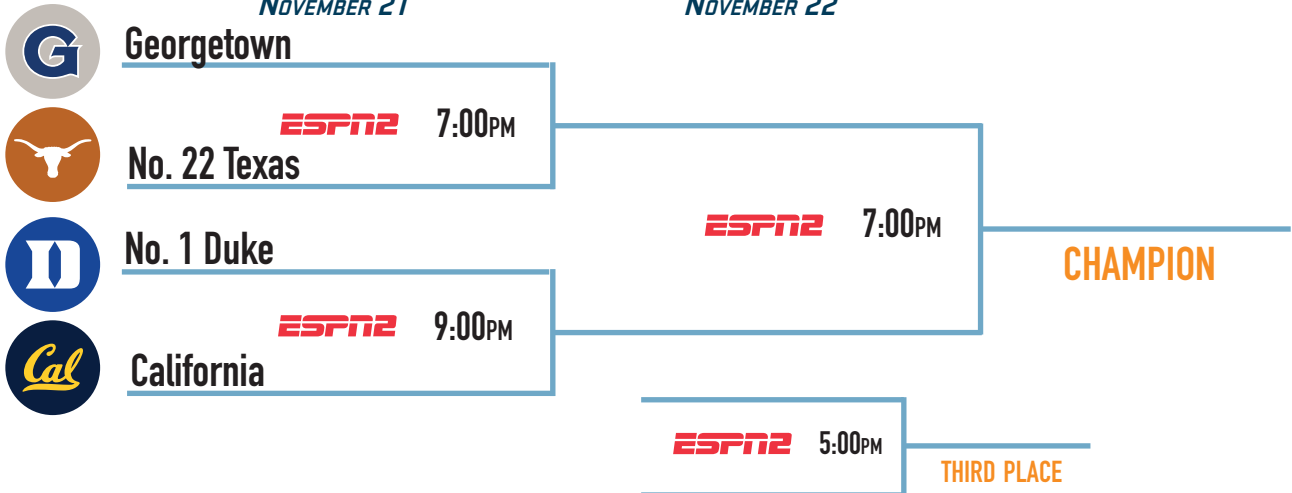 NOVEMBER 21
NOVEMBER 22
G
Georgetown
ESPN2 7:00PM
No. 22 Texas
D
No. 1 Duke
ESPN2 7:00PM
CHAMPION
ESPN2 9:00PM
Cal
California
ESPN2 5:00PM
THIRD PLACE